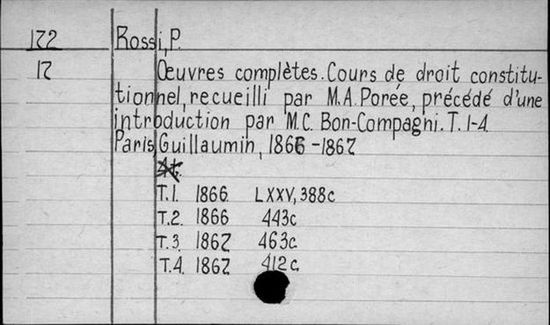 172 Rossi, P.
17 Œuvres complètes. Cours de droit constitu-
tionnel, recueilli par M.A. Porée, précédé d'une
introduction par M.C. Bon-Compagni. T. 1-4
Paris Guillaumin, 1866-1867
T.1. 1866 LXXV, 388c
T.2. 1866 443c
T.3. 1867 463c
T.4. 1867 412c.